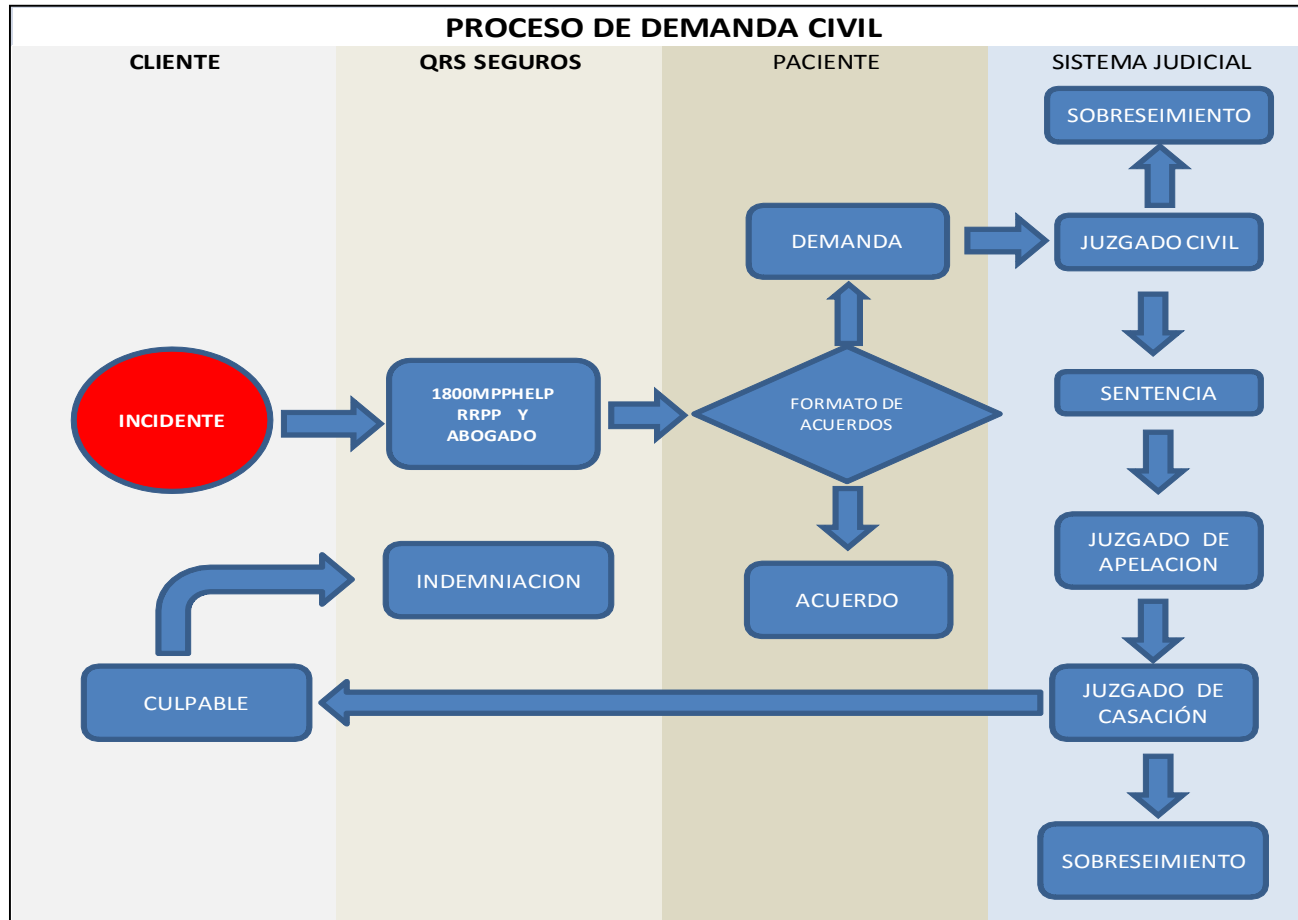 PROCESO DE DEMANDA CIVIL
CLIENTE
QRS SEGUROS
PACIENTE
SISTEMA JUDICIAL
SOBRESEIMIENTO
DEMANDA
JUZGADO CIVIL
INCIDENTE
1800MPPHELP
RRPP Y
ABOGADO
FORMATO DE
ACUERDOS
SENTENCIA
INDEMNIACION
ACUERDO
JUZGADO DE
APELACION
CULPABLE
JUZGADO DE
CASACIÓN
SOBRESEIMIENTO